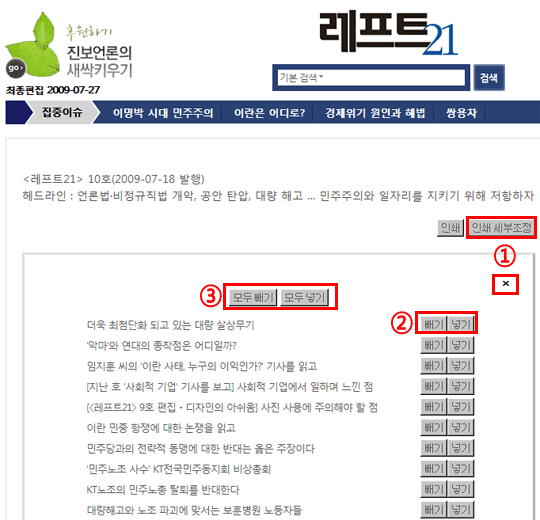 후원하기
진보언론의
새싹키우기
go
최종편집 2009-07-27
레프트21
기본 검색
검색
집중이슈 이명박 시대 민주주의 이란은 어디로? 경제위기 원인과 해법 쌍용차
<레프트21> 10호(2009-07-18 발행)
헤드라인 : 언론법·비정규직법 개악, 공안 탄압, 대량 해고 ... 민주주의와 일자리를 지키기 위해 저항하자
인쇄 인쇄 세부조정
①
×
③ 모두 빼기 모두 넣기
②
더욱 최첨단화 되고 있는 대량 살상무기 빼기 넣기
'악마'와 연대의 종착점은 어디일까? 빼기 넣기
임지훈 씨의 '이란 사태, 누구의 이익인가?' 기사를 읽고 빼기 넣기
[지난 호 '사회적 기업' 기사를 보고] 사회적 기업에서 일하며 느낀 점 빼기 넣기
[<레프트21> 9호 편집·디자인의 아쉬움] 사진 사용에 주의해야 할 점 빼기 넣기
이란 민중 항쟁에 대한 논쟁을 읽고 빼기 넣기
민주당과의 전략적 동맹에 대한 반대는 옳은 주장이다 빼기 넣기
'민주노조 사수' KT전국민주동지회 비상총회 빼기 넣기
KT노조의 민주노총 탈퇴를 반대한다 빼기 넣기
대량해고와 노조 파괴에 맞서는 보훈병원 노동자들 빼기 넣기